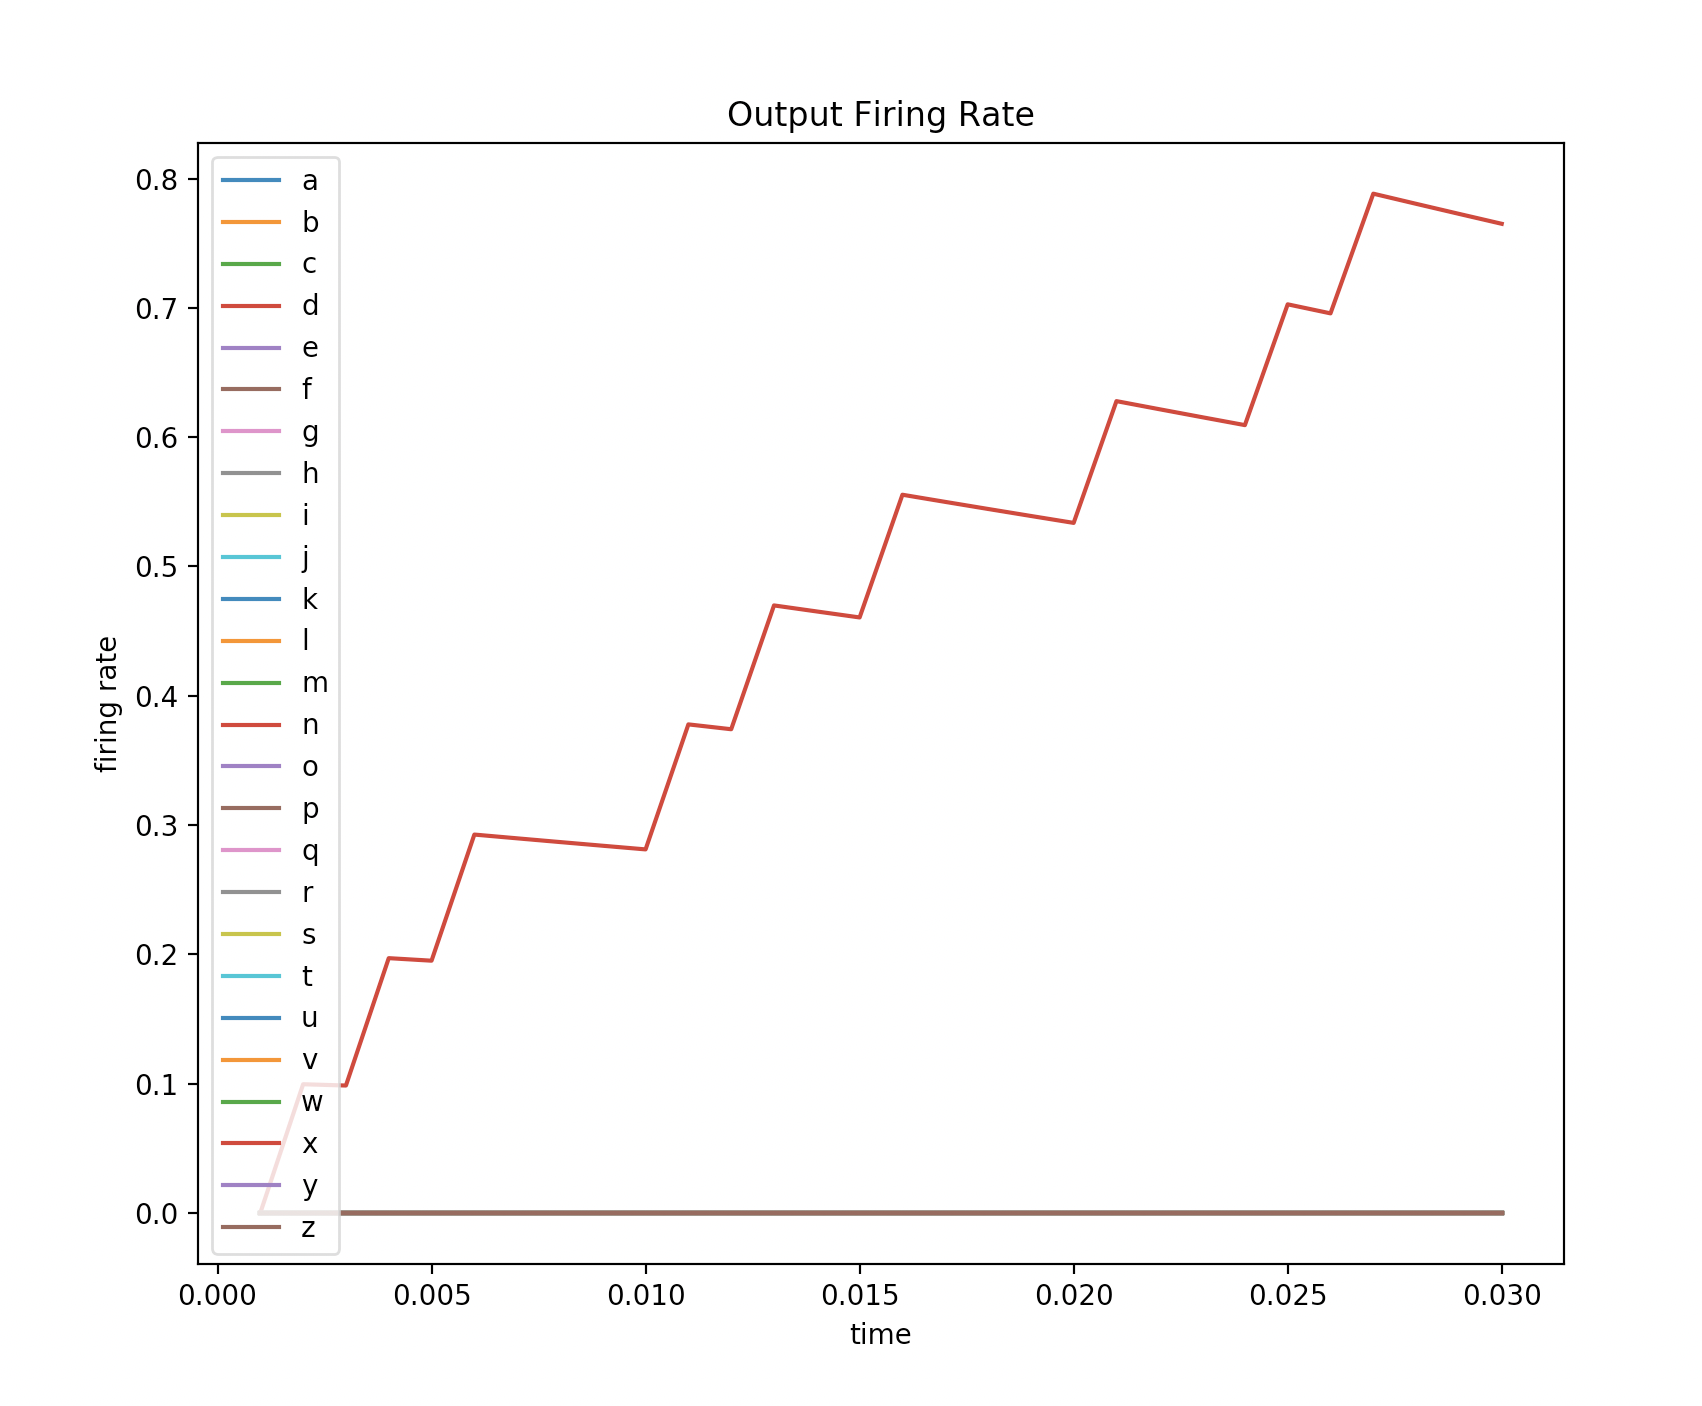 Output Firing Rate
0.8
0.7
0.6
0.5
0.4
0.3
0.2
0.1
0.0
firing rate
a
b
c
d
e
f
g
h
i
j
k
l
m
n
o
p
q
r
s
t
u
v
w
x
y
z
0.000 0.005 0.010 0.015 0.020 0.025 0.030
time